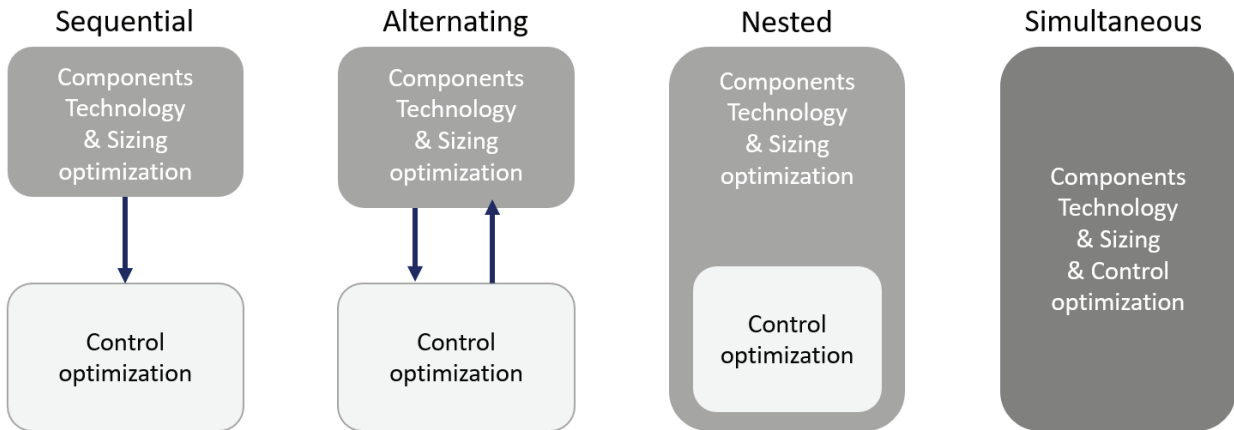 Sequential
Components
Technology
& Sizing
optimization
Control
optimization
Alternating
Components
Technology
& Sizing
optimization
Control
optimization
Nested
Components
Technology
& Sizing
optimization
Control
optimization
Simultaneous
Components
Technology
& Sizing
& Control
optimization